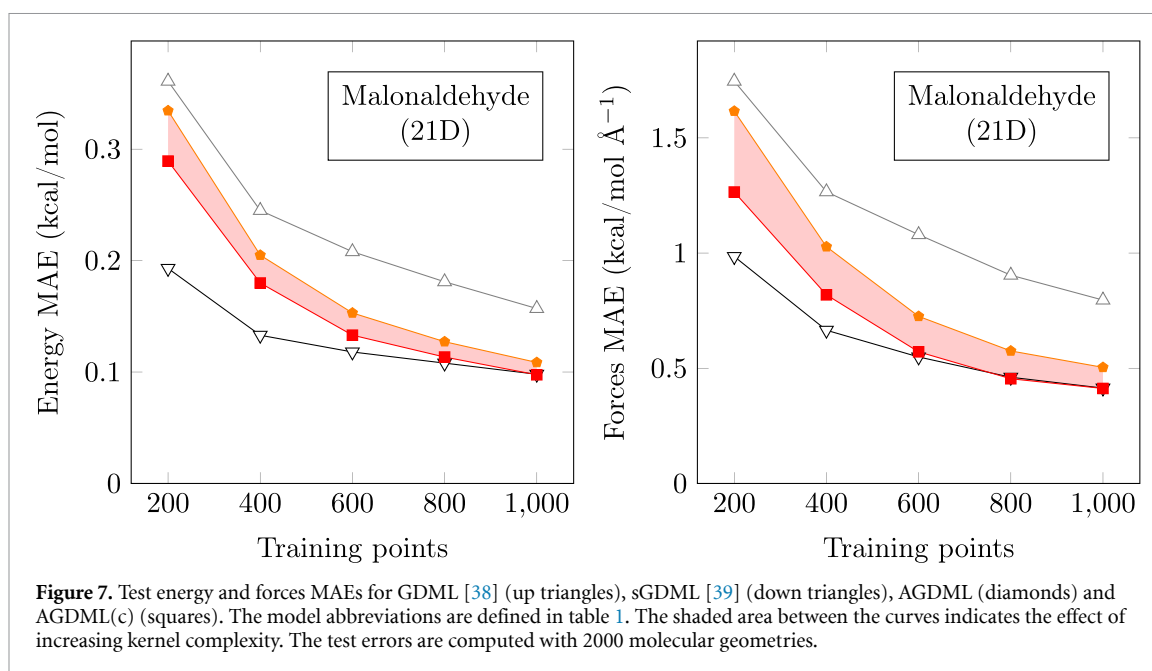 Malonaldehyde
(21D)
Energy MAE (kcal/mol)
0.3
0.2
0.1
0
200 400 600 800 1,000
Training points
Malonaldehyde
(21D)
Forces MAE (kcal/mol Å⁻¹)
1.5
1
0.5
0
200 400 600 800 1,000
Training points
Figure 7. Test energy and forces MAEs for GDML [38] (up triangles), sGDML [39] (down triangles), AGDML (diamonds) and
AGDML(c) (squares). The model abbreviations are defined in table 1. The shaded area between the curves indicates the effect of
increasing kernel complexity. The test errors are computed with 2000 molecular geometries.